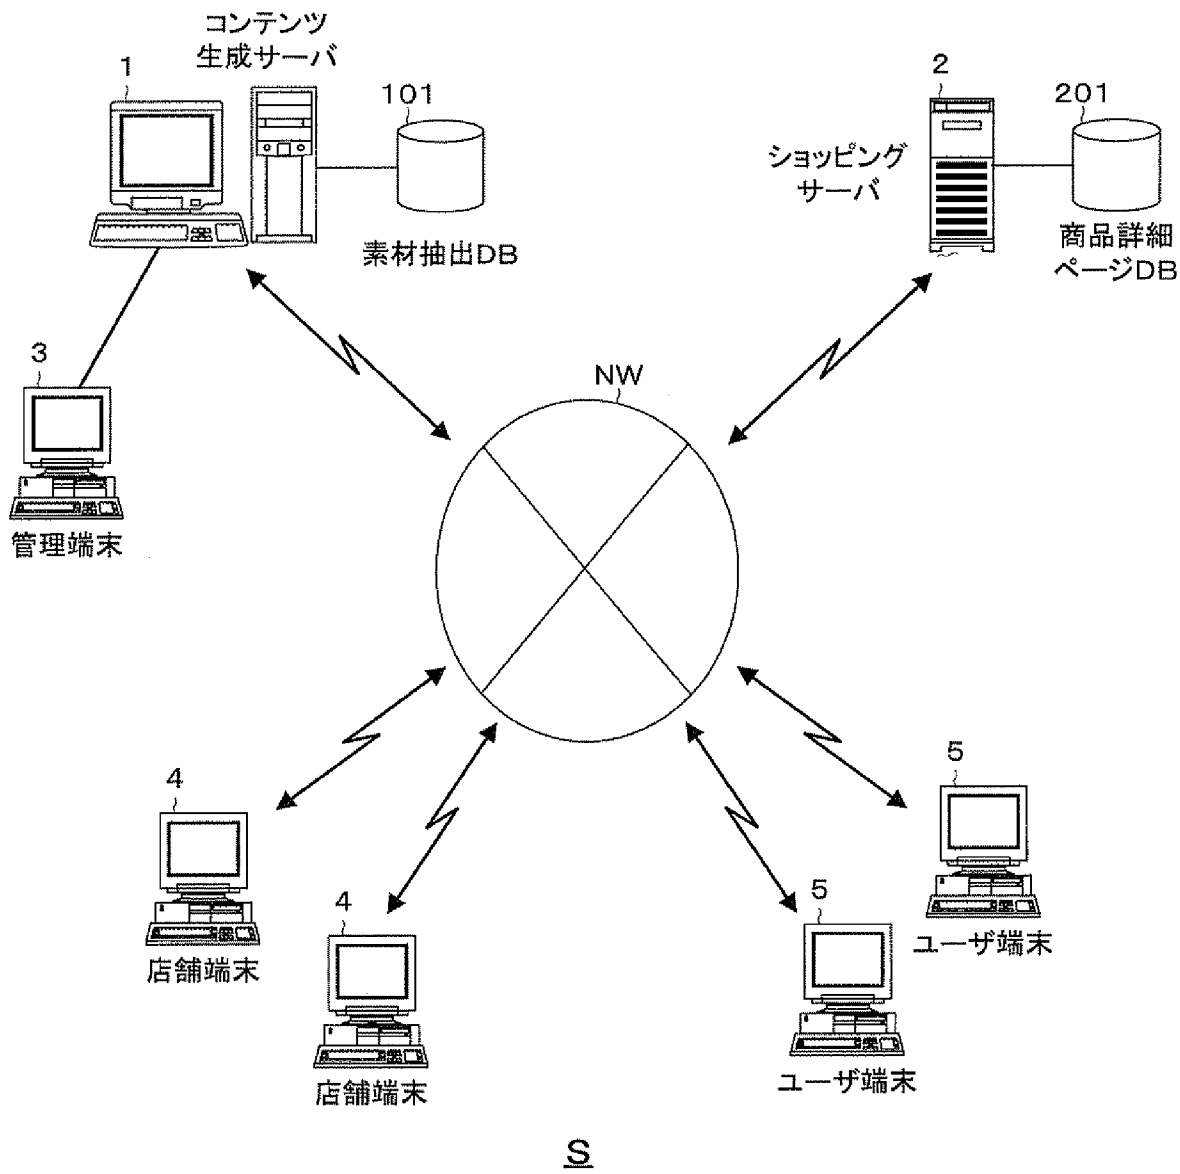 コンテンツ
生成サーバ
1
101
素材抽出DB
2
201
ショッピング
サーバ
商品詳細
ページDB
3
管理端末
NW
4
店舗端末
4
店舗端末
5
ユーザ端末
5
ユーザ端末
S